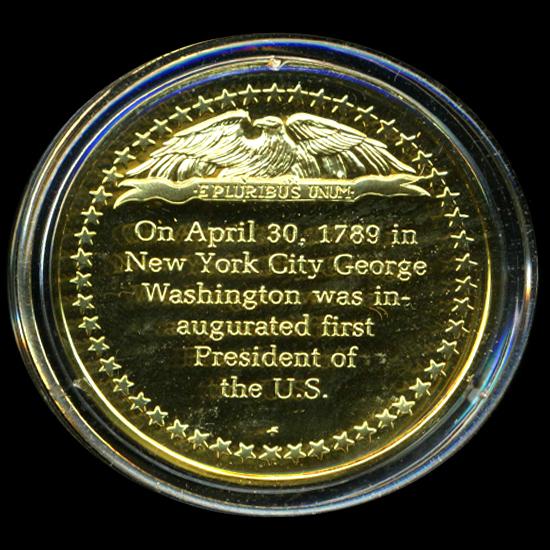 E PLURIBUS UNUM
On April 30, 1789 in
New York City George
Washington was in-
augurated first
President of
the U.S.